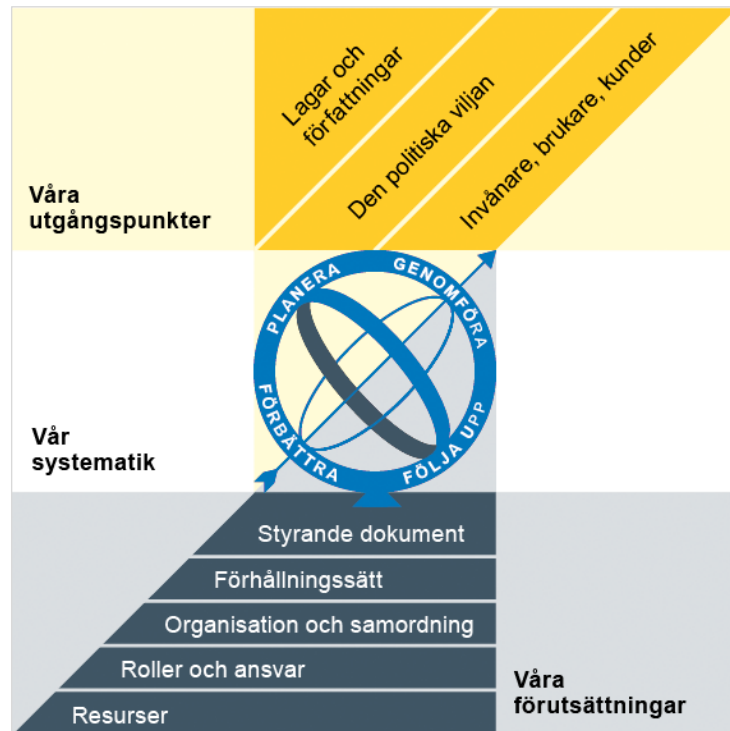 Lagar och
författningar
Den politiska viljan
Invånare, brukare, kunder
Våra
utgångspunkter
PLANERA
GENOMFÖRA
FÖLJA UPP
FÖRBÄTTRA
Vår
systematik
Styrande dokument
Förhållningssätt
Organisation och samordning
Roller och ansvar
Resurser
Våra
förutsättningar